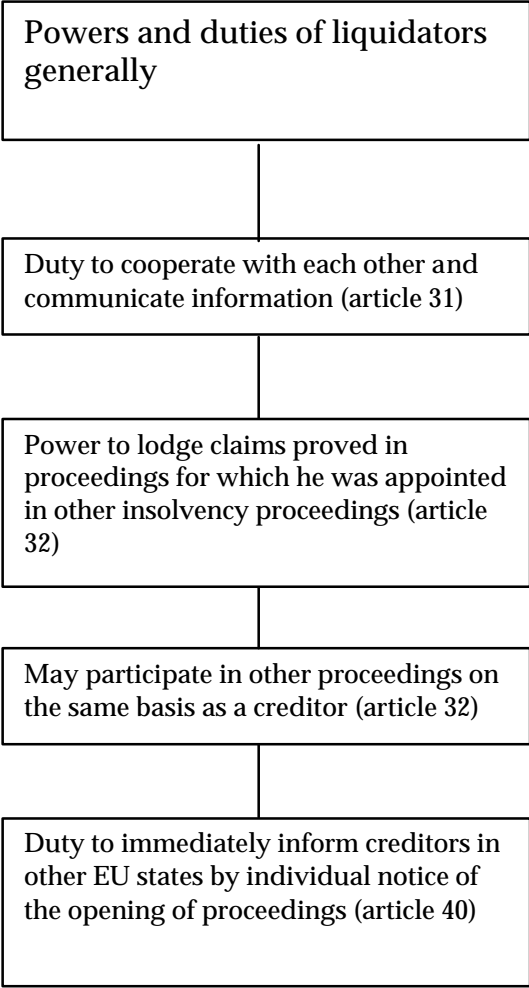 Powers and duties of liquidators
generally
Duty to cooperate with each other and
communicate information (article 31)
Power to lodge claims proved in
proceedings for which he was appointed
in other insolvency proceedings (article
32)
May participate in other proceedings on
the same basis as a creditor (article 32)
Duty to immediately inform creditors in
other EU states by individual notice of
the opening of proceedings (article 40)